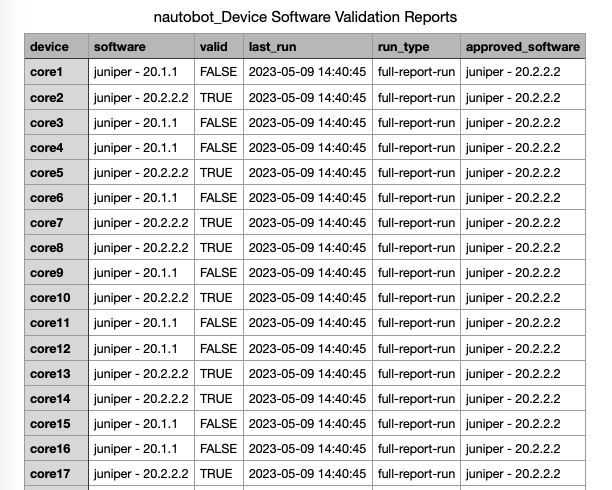 nautobot_Device Software Validation Reports
device software valid last_run run_type approved_software
core1 juniper - 20.1.1 FALSE 2023-05-09 14:40:45 full-report-run juniper - 20.2.2.2
core2 juniper - 20.2.2.2 TRUE 2023-05-09 14:40:45 full-report-run juniper - 20.2.2.2
core3 juniper - 20.1.1 FALSE 2023-05-09 14:40:45 full-report-run juniper - 20.2.2.2
core4 juniper - 20.1.1 FALSE 2023-05-09 14:40:45 full-report-run juniper - 20.2.2.2
core5 juniper - 20.2.2.2 TRUE 2023-05-09 14:40:45 full-report-run juniper - 20.2.2.2
core6 juniper - 20.1.1 FALSE 2023-05-09 14:40:45 full-report-run juniper - 20.2.2.2
core7 juniper - 20.2.2.2 TRUE 2023-05-09 14:40:45 full-report-run juniper - 20.2.2.2
core8 juniper - 20.2.2.2 TRUE 2023-05-09 14:40:45 full-report-run juniper - 20.2.2.2
core9 juniper - 20.1.1 FALSE 2023-05-09 14:40:45 full-report-run juniper - 20.2.2.2
core10 juniper - 20.2.2.2 TRUE 2023-05-09 14:40:45 full-report-run juniper - 20.2.2.2
core11 juniper - 20.1.1 FALSE 2023-05-09 14:40:45 full-report-run juniper - 20.2.2.2
core12 juniper - 20.1.1 FALSE 2023-05-09 14:40:45 full-report-run juniper - 20.2.2.2
core13 juniper - 20.2.2.2 TRUE 2023-05-09 14:40:45 full-report-run juniper - 20.2.2.2
core14 juniper - 20.2.2.2 TRUE 2023-05-09 14:40:45 full-report-run juniper - 20.2.2.2
core15 juniper - 20.1.1 FALSE 2023-05-09 14:40:45 full-report-run juniper - 20.2.2.2
core16 juniper - 20.1.1 FALSE 2023-05-09 14:40:45 full-report-run juniper - 20.2.2.2
core17 juniper - 20.2.2.2 TRUE 2023-05-09 14:40:45 full-report-run juniper - 20.2.2.2